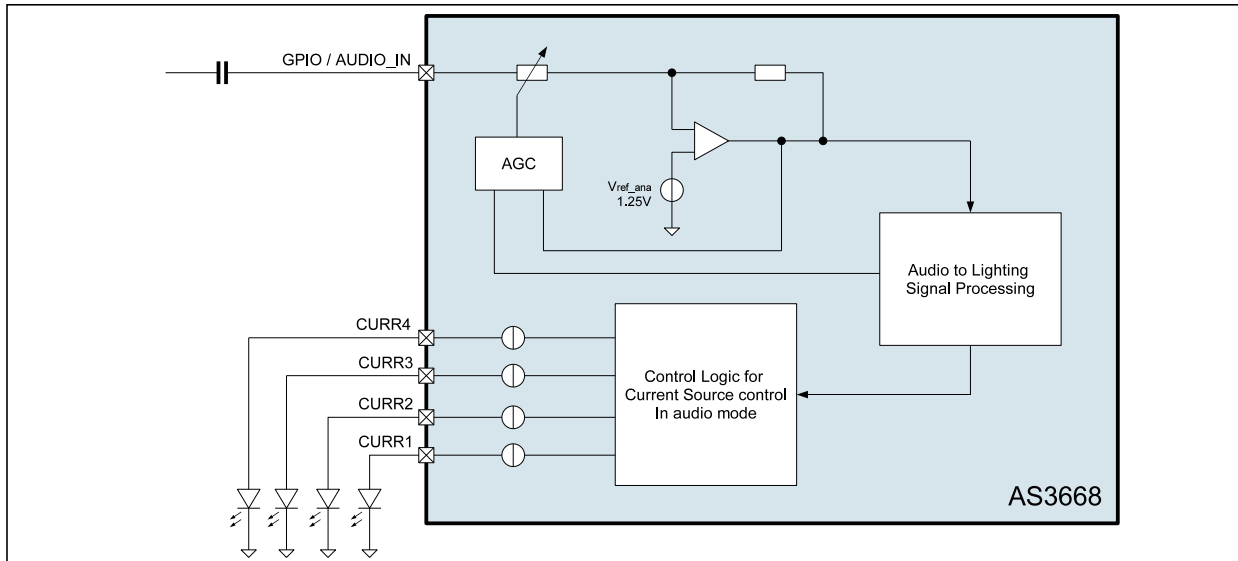 GPIO / AUDIO_IN
AGC
Vref_ana
1.25V
Audio to Lighting
Signal Processing
CURR4
CURR3
CURR2
CURR1
Control Logic for
Current Source control
In audio mode
AS3668